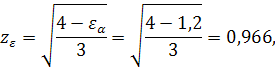 z_ε = √((4 − ε_α)/3) = √((4 − 1,2)/3) = 0,966,